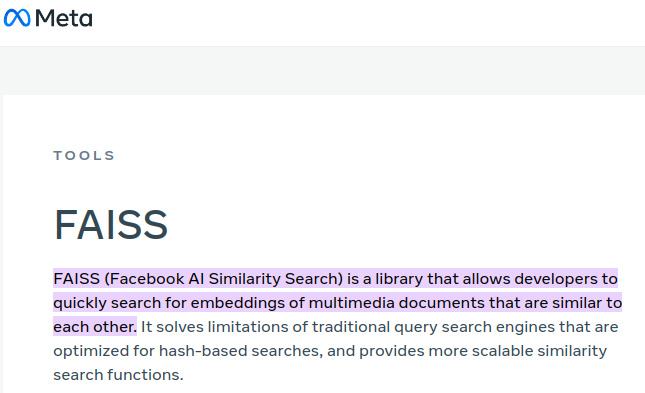 Meta
TOOLS
FAISS
FAISS (Facebook AI Similarity Search) is a library that allows developers to
quickly search for embeddings of multimedia documents that are similar to
each other. It solves limitations of traditional query search engines that are
optimized for hash-based searches, and provides more scalable similarity
search functions.